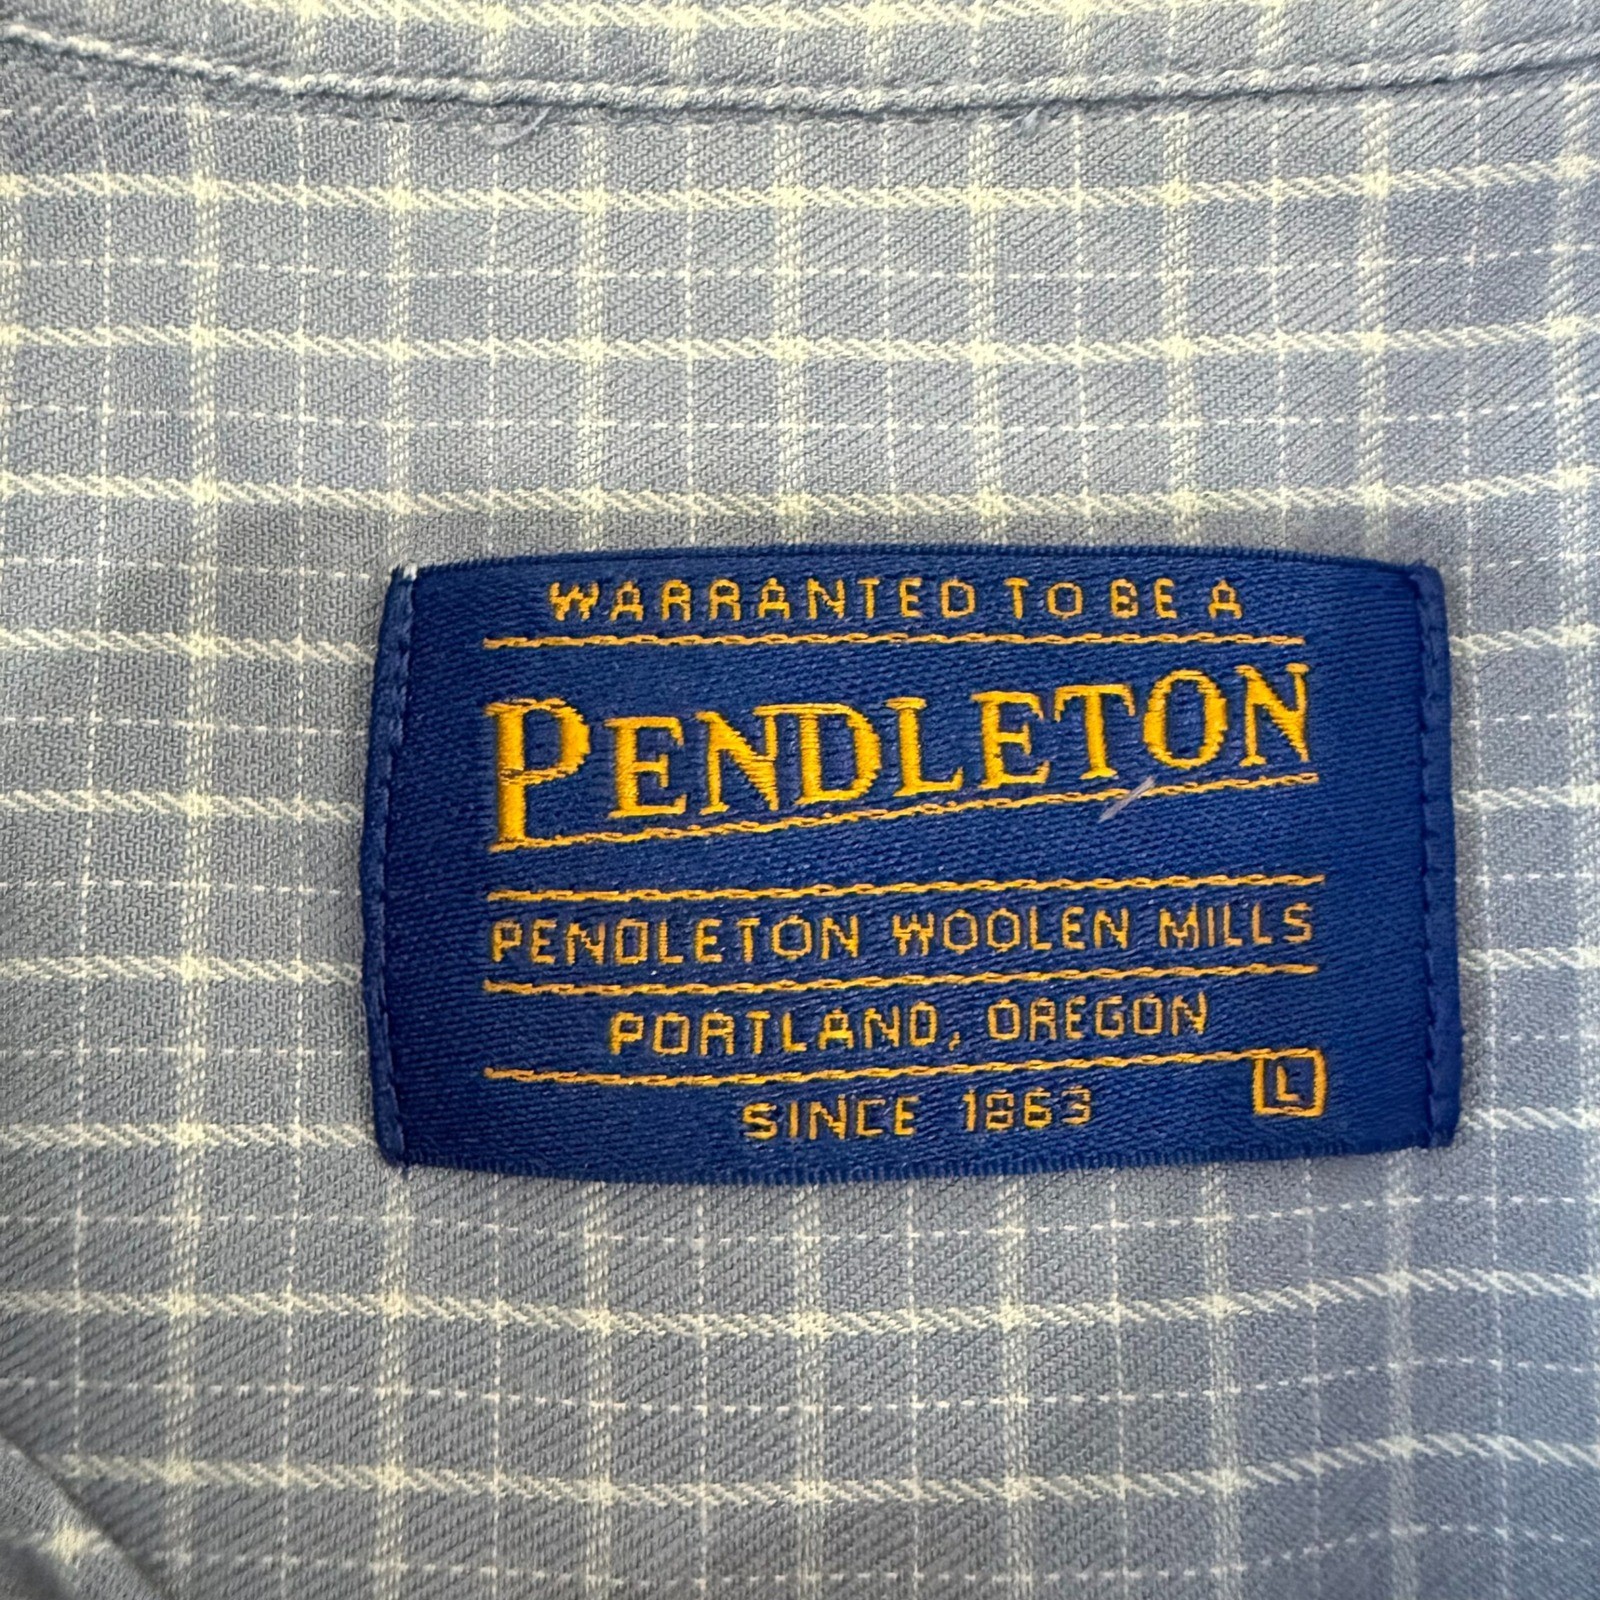 WARRANTED TO BE A
PENDLETON
PENDLETON WOOLEN MILLS
PORTLAND, OREGON
SINCE 1863
L